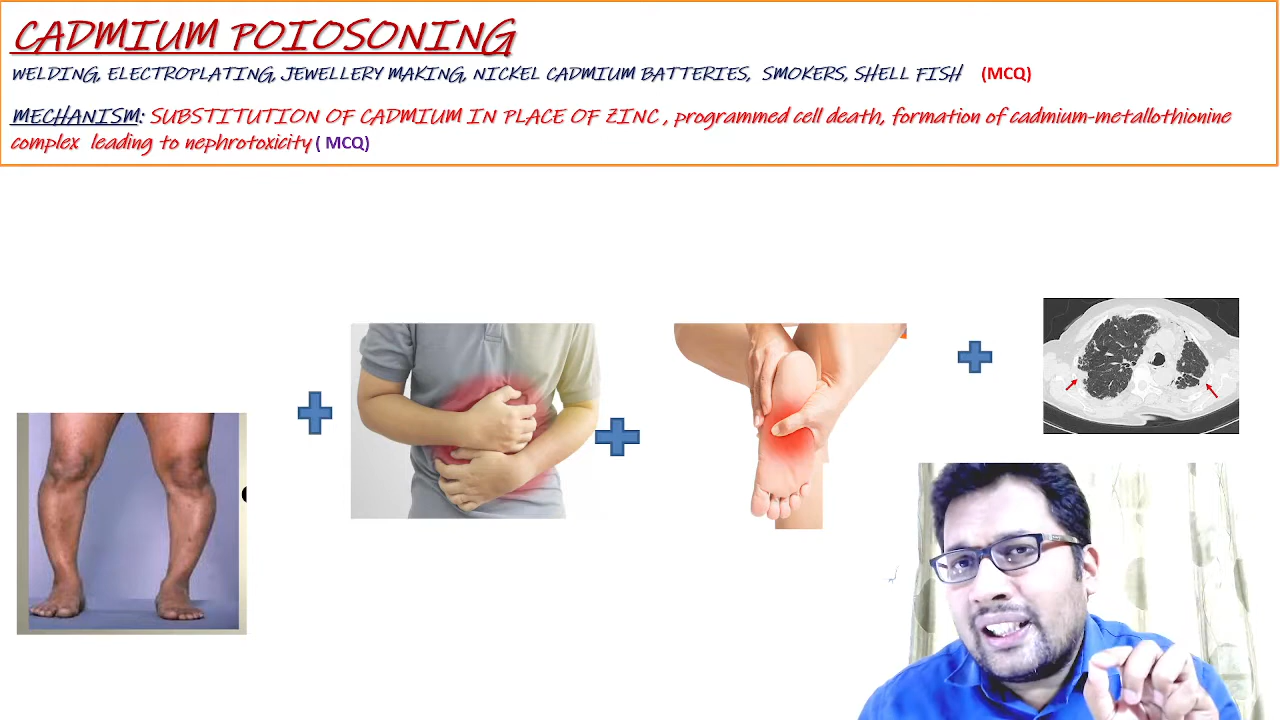 CADMIUM POIOSONING
WELDING, ELECTROPLATING, JEWELLERY MAKING, NICKEL CADMIUM BATTERIES, SMOKERS, SHELL FISH (MCQ)
MECHANISM: SUBSTITUTION OF CADMIUM IN PLACE OF ZINC , programmed cell death, formation of cadmium-metallothionine
complex leading to nephrotoxicity ( MCQ)